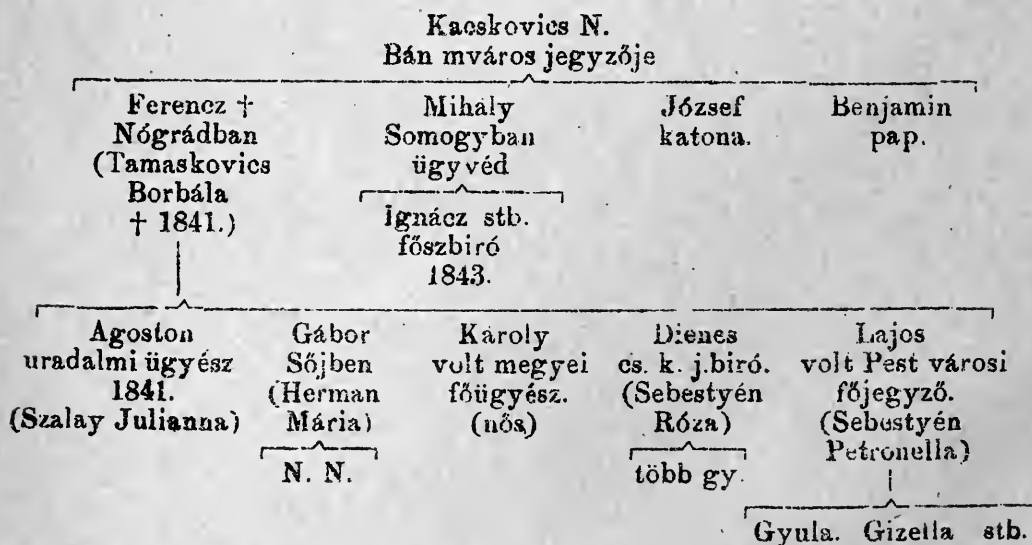 Kacskovics N.
Bán mváros jegyzője
Ferencz †
Nógrádban
(Tamaskovics
Borbála
† 1841.)
Mihály
Somogyban
ügyvéd
József
katona.
Benjamin
pap.
Ignácz stb.
főszbiró
1843.
Agoston
uradalmi ügyész
1841.
(Szalay Julianna)
Gábor
Sőjben
(Herman
Mária)
Károly
volt megyei
főügyész.
(nős)
Dienes
cs. k. j.biró.
(Sebestyén
Róza)
Lajos
volt Pest városi
főjegyző.
(Sebestyén
Petronella)
N. N.
több gy.
Gyula. Gizella stb.